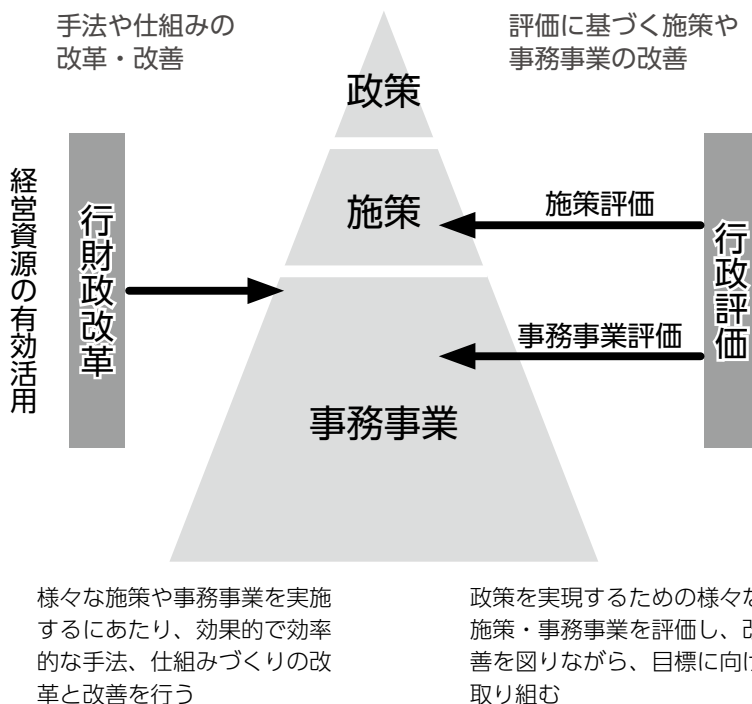 手法や仕組みの
改革・改善
評価に基づく施策や
事務事業の改善
政策
経営資源の有効活用
行財政改革
施策
施策評価
行政評価
事務事業評価
事務事業
様々な施策や事務事業を実施
するにあたり、効果的で効率
的な手法、仕組みづくりの改
革と改善を行う
政策を実現するための様々な
施策・事務事業を評価し、改
善を図りながら、目標に向け
取り組む